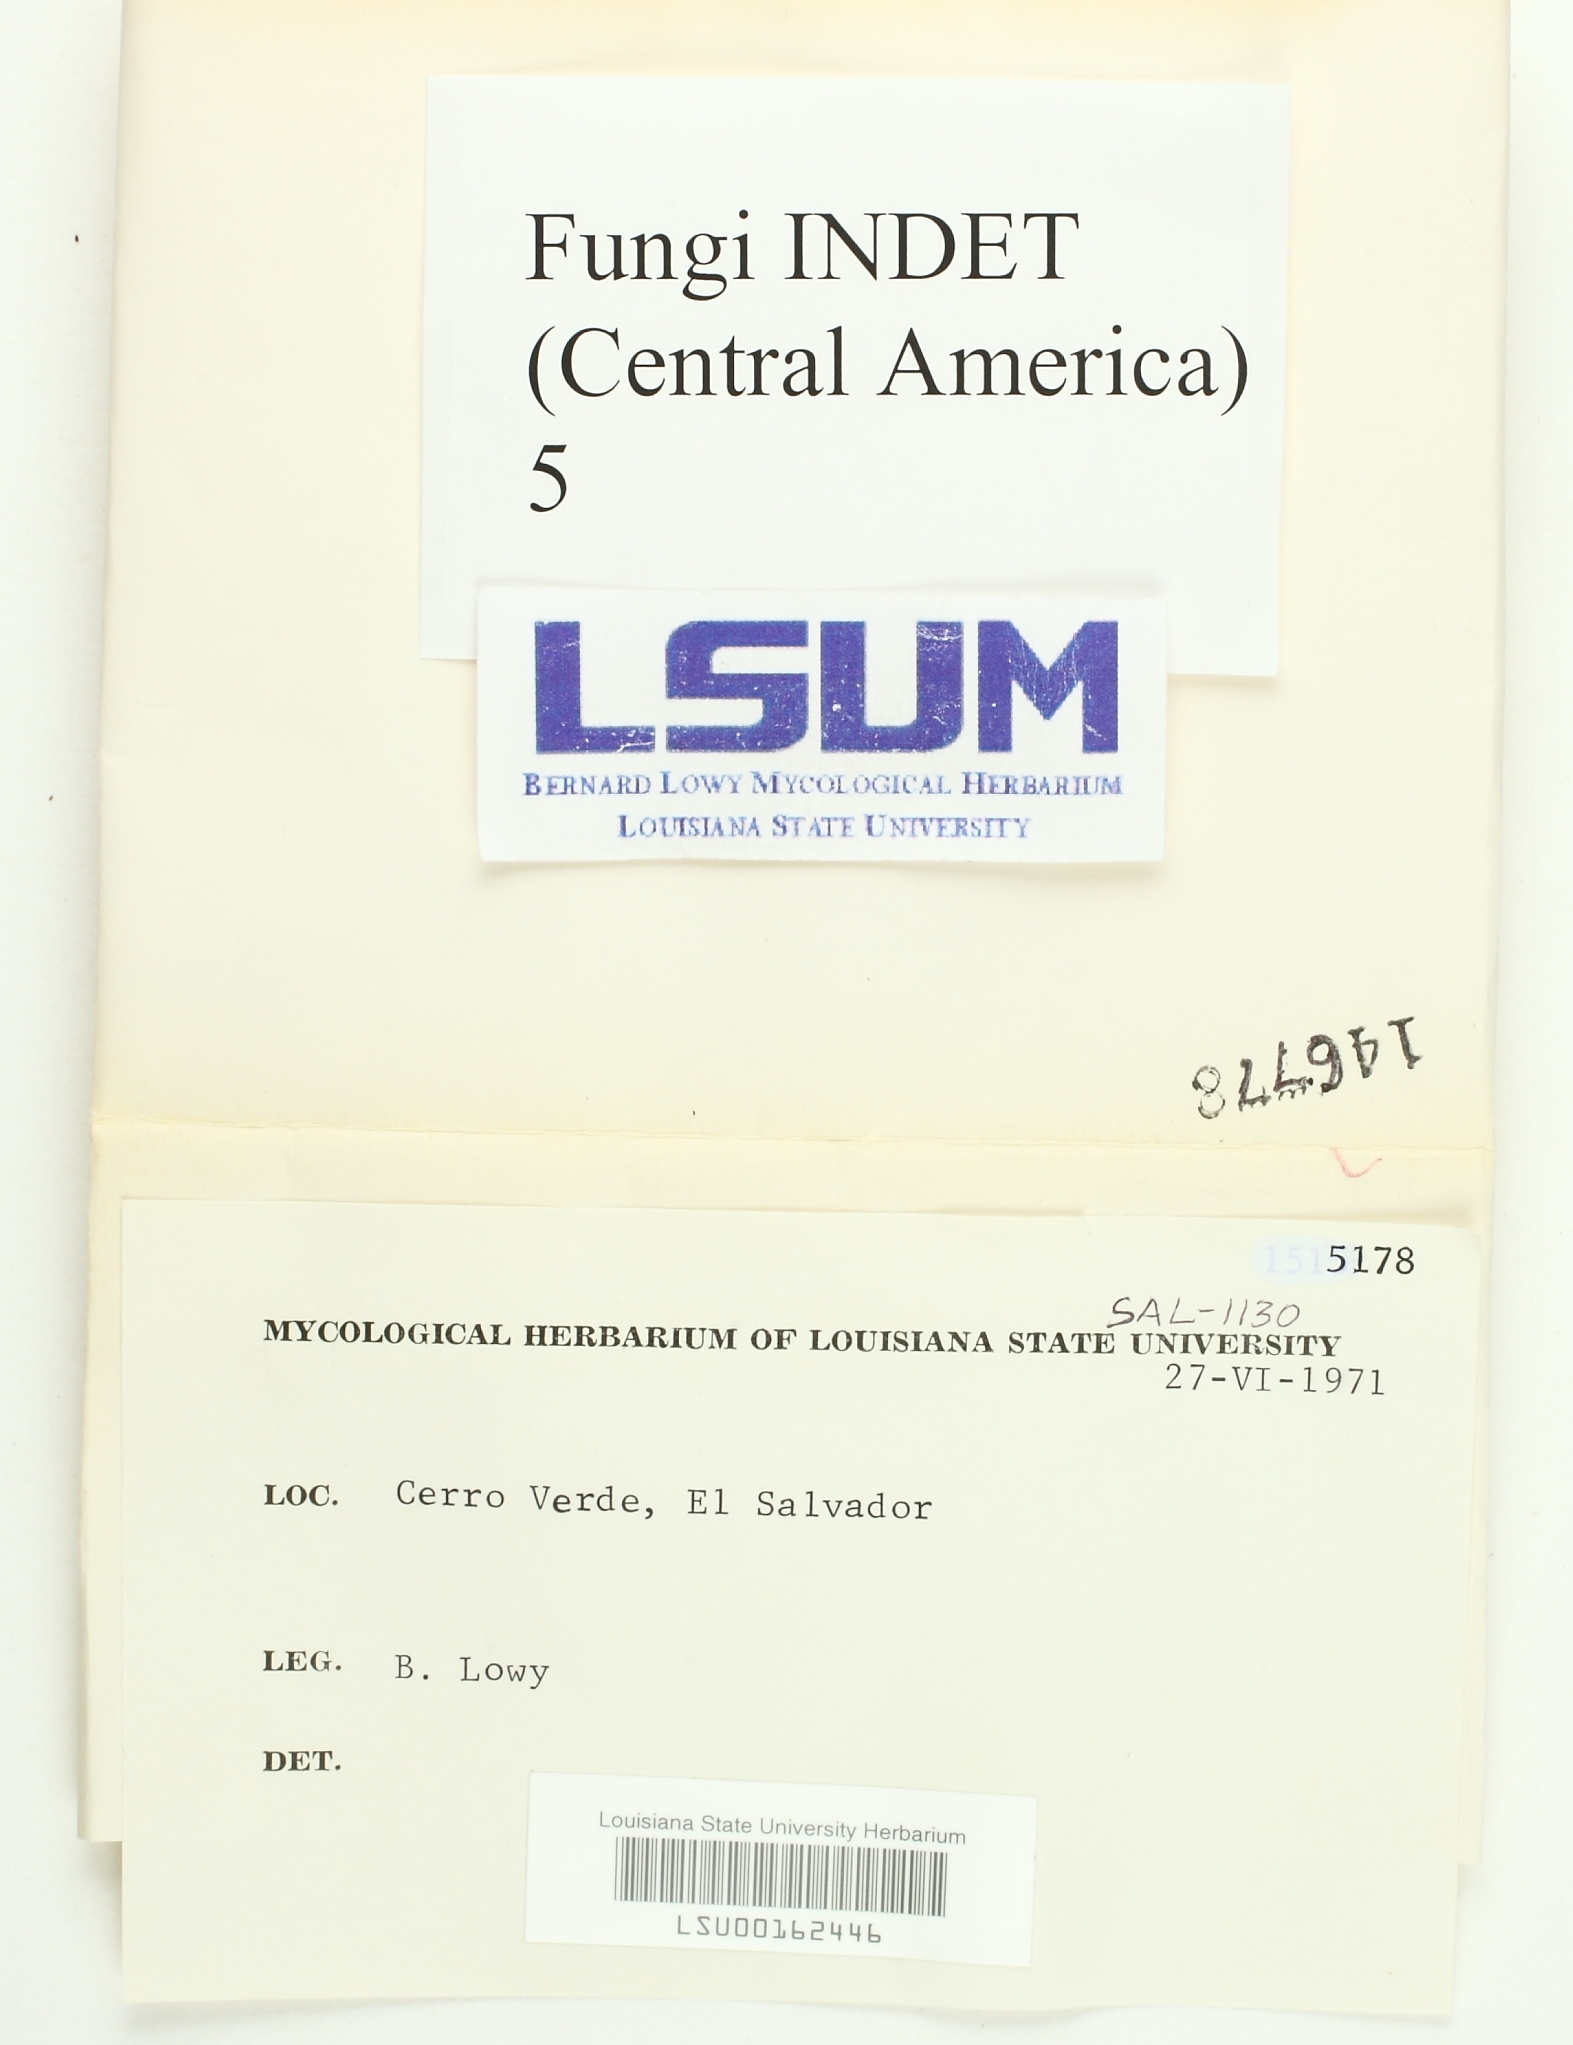 Fungi INDET
(Central America)
5
LSUM
BERNARD LOWY MYCOLOGICAL HERBARIUM
LOUISIANA STATE UNIVERSITY
146778
5178
SAL-1130
MYCOLOGICAL HERBARIUM OF LOUISIANA STATE UNIVERSITY
27-VI-1971
LOC. Cerro Verde, El Salvador
LEG. B. Lowy
DET.
Louisiana State University Herbarium
LSU00162446